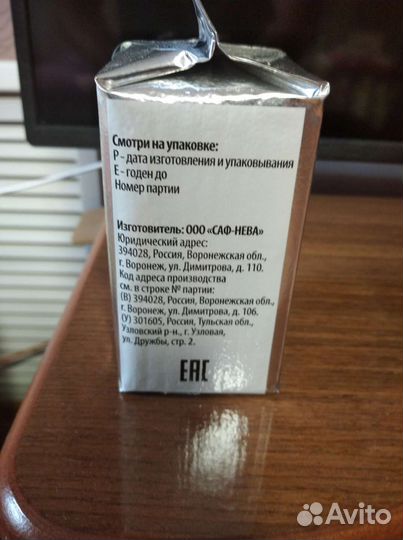 Смотри на упаковке:
Р - дата изготовления и упаковывания
Е - годен до
Номер партии
Изготовитель: ООО «САФ-НЕВА»
Юридический адрес:
394028, Россия, Воронежская обл.,
г. Воронеж, ул. Димитрова, д. 110.
Код адреса производства
см. в строке № партии:
(В) 394028, Россия, Воронежская обл.,
г. Воронеж, ул. Димитрова, д. 106.
(У) 301605, Россия, Тульская обл.,
Узловский р-н., г. Узловая,
ул. Дружбы, стр. 2.
ЕАС
Avito